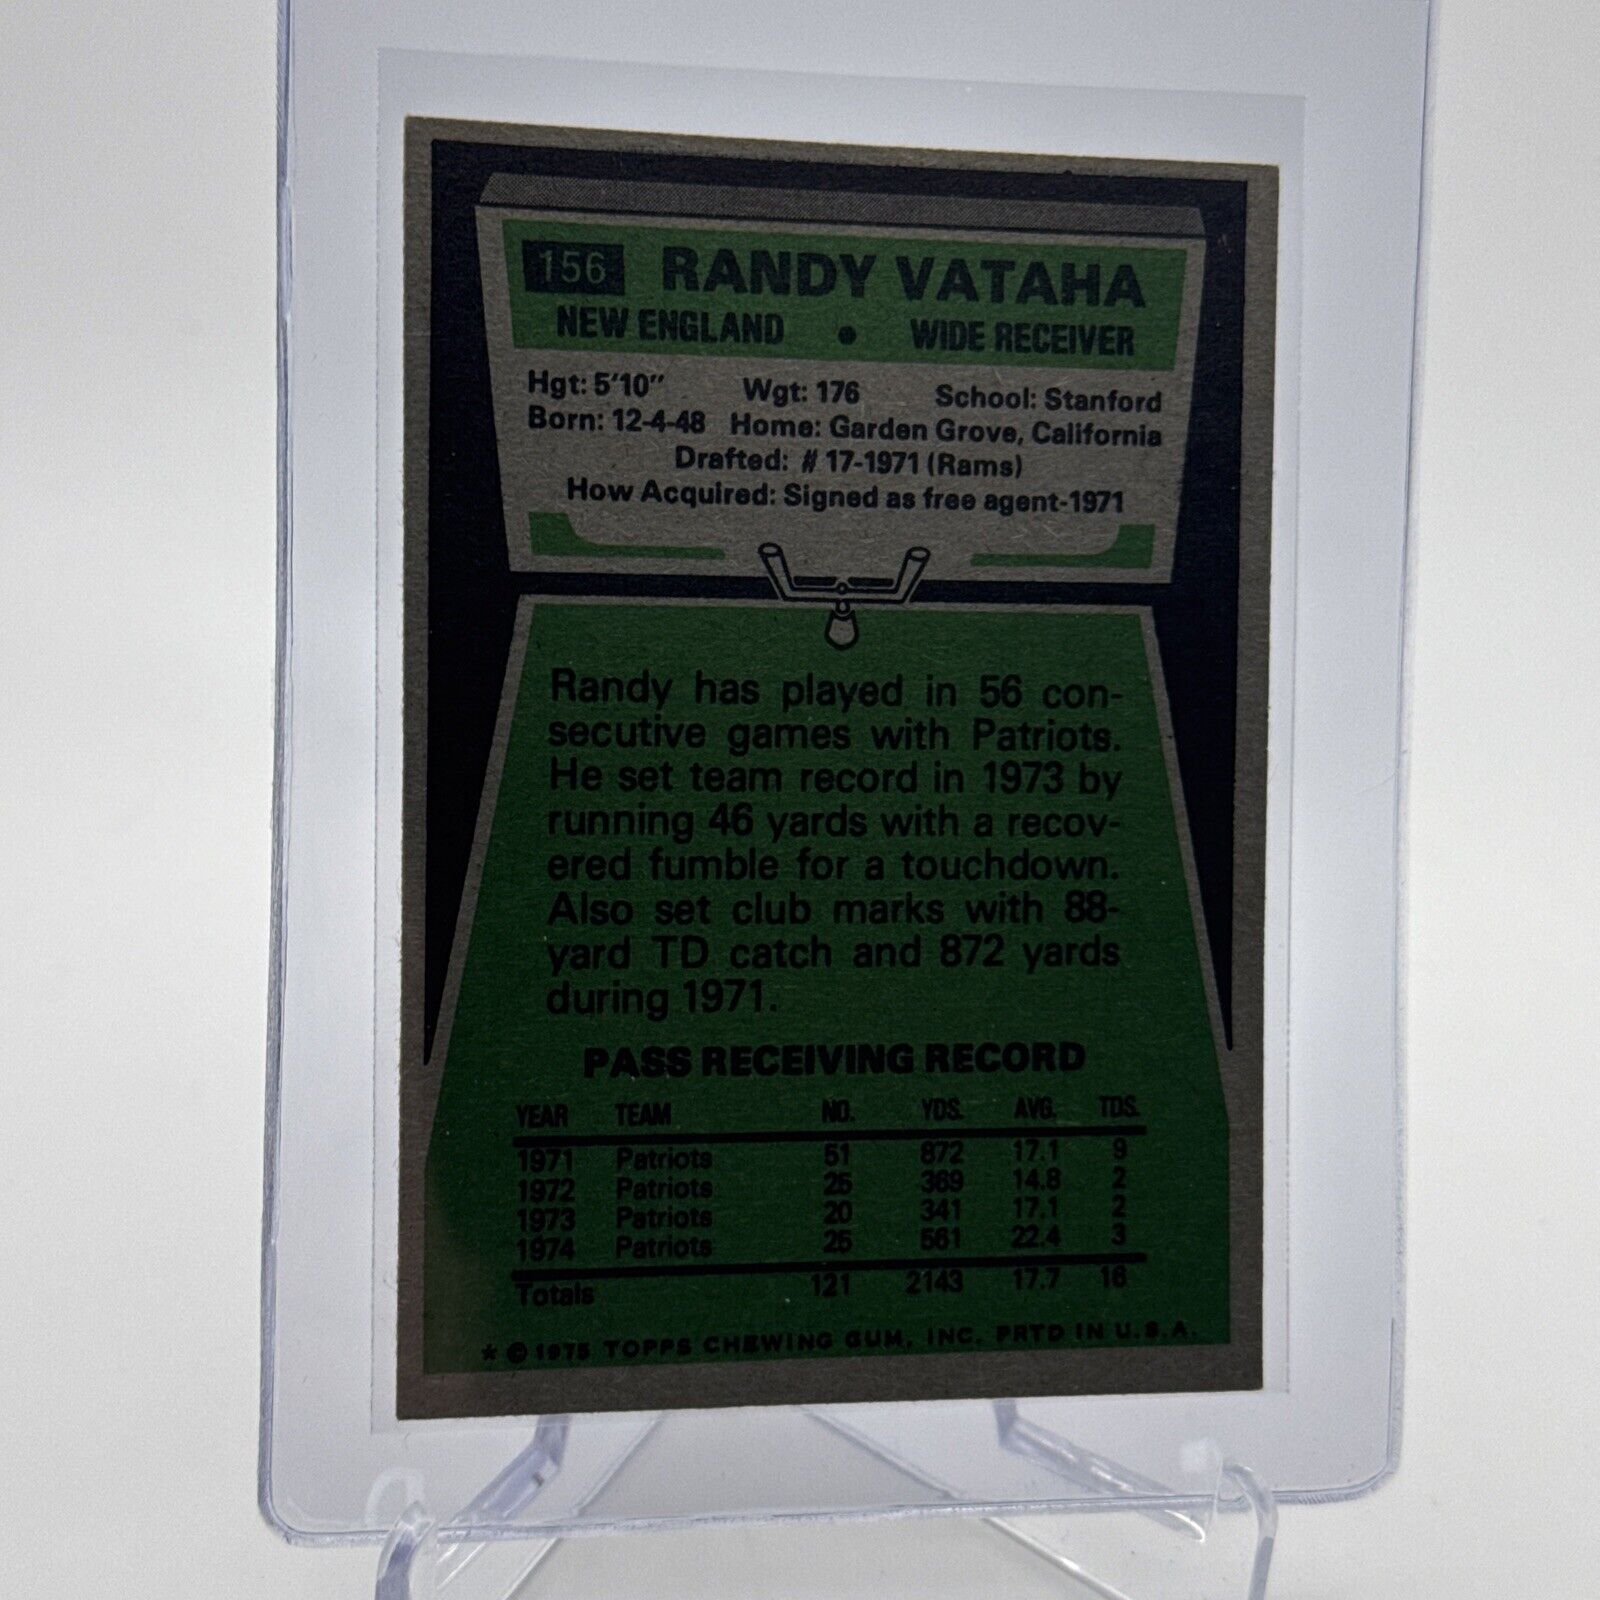 156 RANDY VATAHA
NEW ENGLAND • WIDE RECEIVER
Hgt: 5'10" Wgt: 176 School: Stanford
Born: 12-4-48 Home: Garden Grove, California
Drafted: # 17-1971 (Rams)
How Acquired: Signed as free agent-1971
Randy has played in 56 con-
secutive games with Patriots.
He set team record in 1973 by
running 46 yards with a recov-
ered fumble for a touchdown.
Also set club marks with 88-
yard TD catch and 872 yards
during 1971.
PASS RECEIVING RECORD
YEAR TEAM NO. YDS. AVG. TDS.
1971 Patriots 51 872 17.1 9
1972 Patriots 25 369 14.8 2
1973 Patriots 20 341 17.1 2
1974 Patriots 25 561 22.4 3
Totals 121 2143 17.7 16
* © 1975 TOPPS CHEWING GUM, INC. PRTD IN U.S.A.